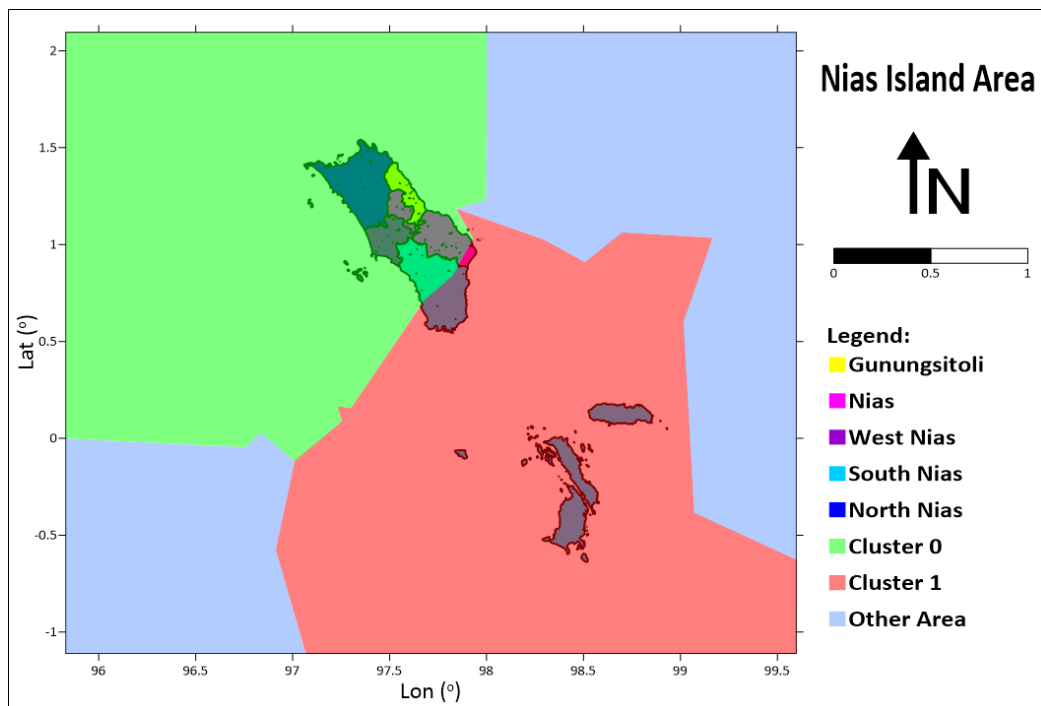 Nias Island Area
N
0 0.5 1
Legend:
Gunungsitoli
Nias
West Nias
South Nias
North Nias
Cluster 0
Cluster 1
Other Area
2
1.5
1
0.5
0
-0.5
-1
Lat (o)
96 96.5 97 97.5 98 98.5 99 99.5
Lon (o)